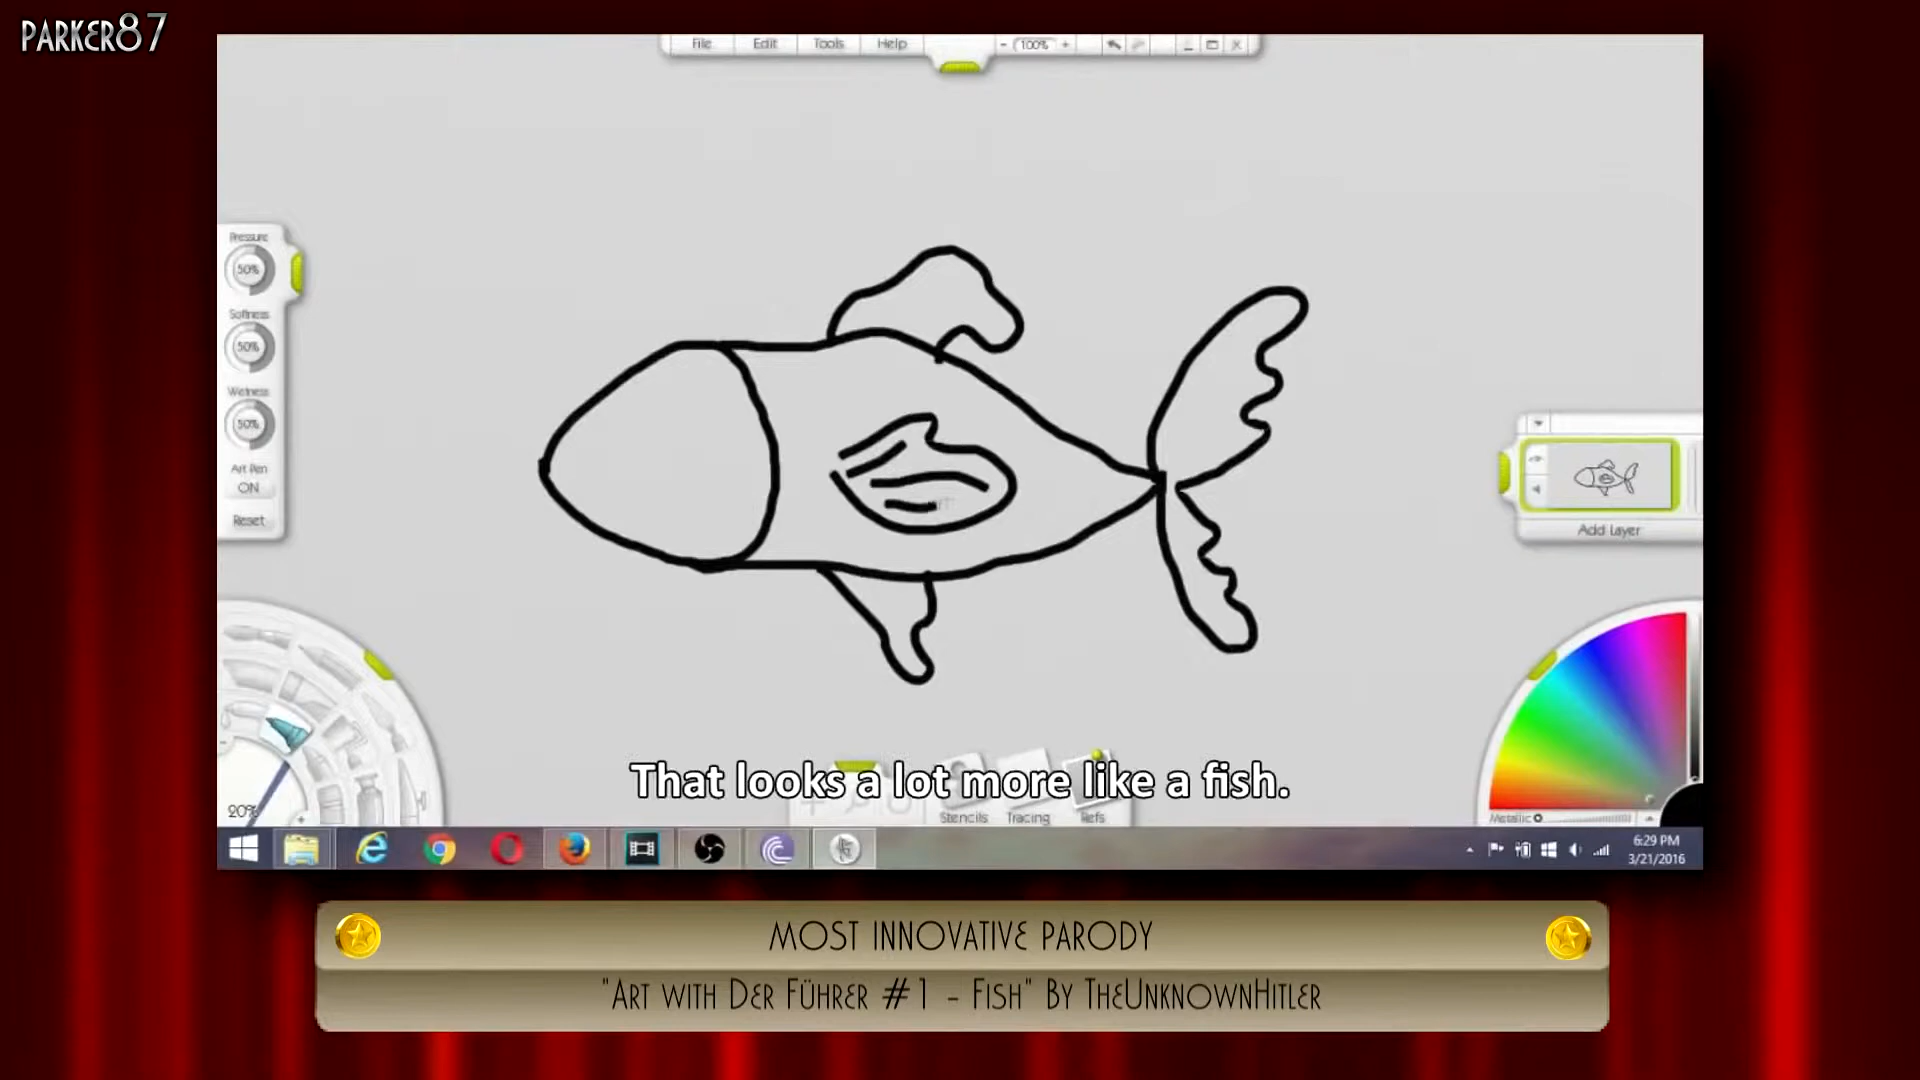 PARKER87
File Edit Tools Help - 100% +
Pressure
50%
Softness
50%
Wetness
50%
Art Pen
ON
Reset
Add Layer
20%
That looks a lot more like a fish.
Stencils Tracing Refs
Metallic
6:29 PM
3/21/2016
MOST INNOVATIVE PARODY
"ART WITH DER FÜHRER #1 - FISH" BY THEUNKNOWNHITLER